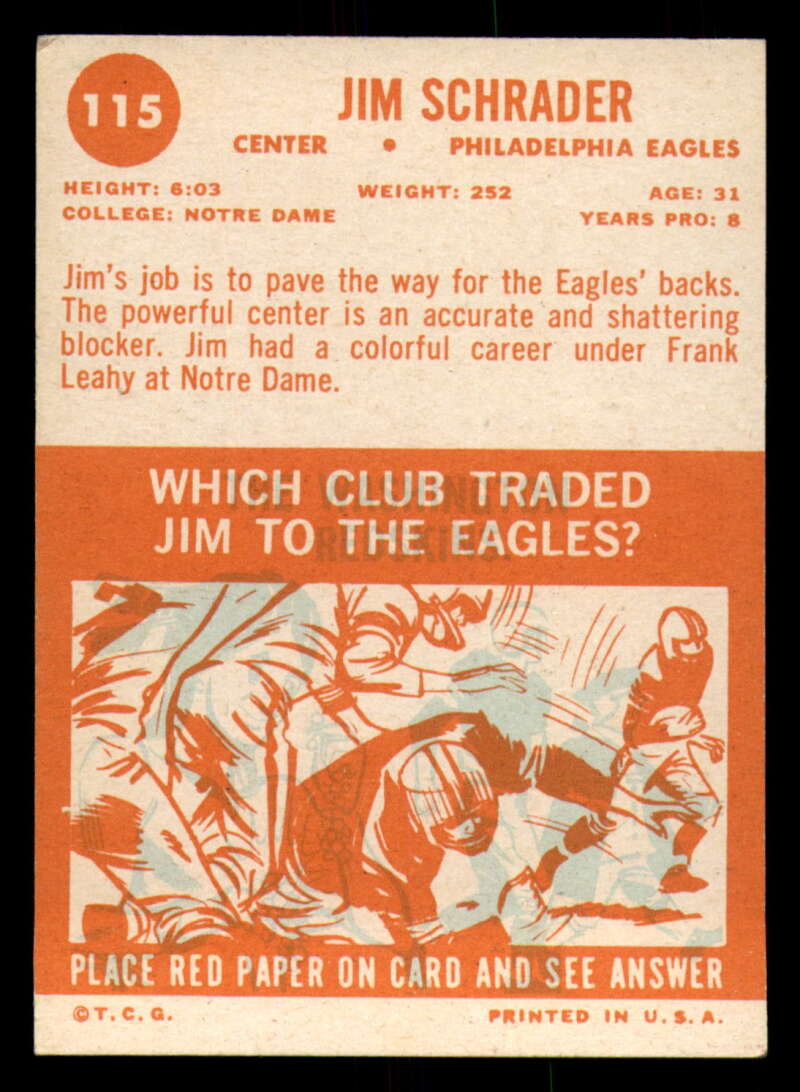 115
JIM SCHRADER
CENTER • PHILADELPHIA EAGLES
HEIGHT: 6:03 WEIGHT: 252 AGE: 31
COLLEGE: NOTRE DAME YEARS PRO: 8
Jim's job is to pave the way for the Eagles' backs.
The powerful center is an accurate and shattering
blocker. Jim had a colorful career under Frank
Leahy at Notre Dame.
WHICH CLUB TRADED
JIM TO THE EAGLES?
THE WASHINGTON
REDSKINS.
PLACE RED PAPER ON CARD AND SEE ANSWER
© T. C. G. PRINTED IN U. S. A.